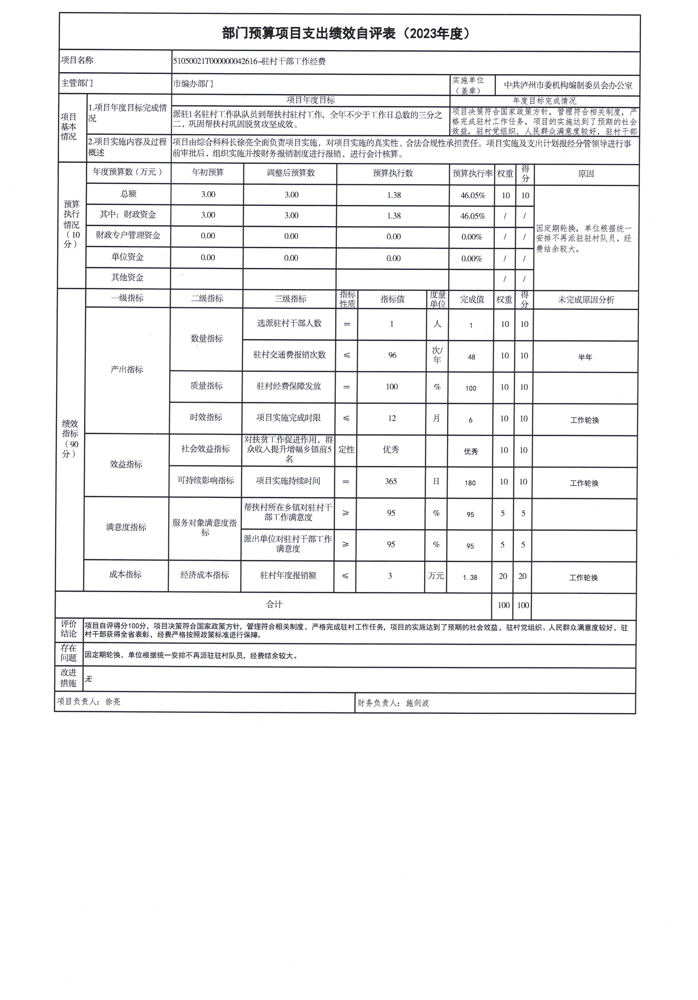 部门预算项目支出绩效自评表（2023年度）
项目名称 51050021T000000042616-驻村干部工作经费
主管部门 市编办部门 实施单位（盖章） 中共泸州市委机构编制委员会办公室
项目基本情况 1.项目年度目标完成情况 项目年度目标 年度目标完成情况
派驻1名驻村工作队队员到帮扶村驻村工作，全年不少于工作日总数的三分之
二，巩固帮扶村巩固脱贫攻坚成效。
项目决策符合国家政策方针，管理符合相关制度，严
格完成驻村工作任务，项目的实施达到了预期的社会
效益，驻村党组织、人民群众满意度较好，驻村干部
2.项目实施内容及过程概述
项目由综合科科长徐亮全面负责项目实施，对项目实施的真实性、合法合规性承担责任。项目实施及支出计划报经分管领导进行事
前审批后，组织实施并按财务报销制度进行报销，进行会计核算。
预算执行情况（10分） 年度预算数（万元） 年初预算 调整后预算数 预算执行数 预算执行率 权重 得分 原因
总额 3.00 3.00 1.38 46.05% 10 10
其中：财政资金 3.00 3.00 1.38 46.05% / /
财政专户管理资金 0.00 0.00 0.00 0.00% / /
单位资金 0.00 0.00 0.00 0.00% / /
其他资金 / /
因定期轮换，单位根据统一
安排不再派驻驻村队员，经
费结余较大。
绩效指标（90分） 一级指标 二级指标 三级指标 指标性质 指标值 度量单位 完成值 权重 得分 未完成原因分析
产出指标 数量指标 选派驻村干部人数 ＝ 1 人 1 10 10
驻村交通费报销次数 ≤ 96 次/年 48 10 10 半年
质量指标 驻村经费保障发放 ＝ 100 % 100 10 10
时效指标 项目实施完成时限 ≤ 12 月 6 10 10 工作轮换
效益指标 社会效益指标 对扶贫工作促进作用，群众收入提升增幅乡镇前5名 定性 优秀 优秀 10 10
可持续影响指标 项目实施持续时间 ＝ 365 日 180 10 10 工作轮换
满意度指标 服务对象满意度指标 帮扶村所在乡镇对驻村干部工作满意度 ≥ 95 % 95 5 5
派出单位对驻村干部工作满意度 ≥ 95 % 95 5 5
成本指标 经济成本指标 驻村年度报销额 ≤ 3 万元 1.38 20 20 工作轮换
合计 100 100
评价结论
项目自评得分100分，项目决策符合国家政策方针，管理符合相关制度，严格完成驻村工作任务，项目的实施达到了预期的社会效益，驻村党组织、人民群众满意度较好，驻
村干部获得全省表彰，经费严格按照政策标准进行保障。
存在问题 因定期轮换，单位根据统一安排不再派驻驻村队员，经费结余较大。
改进措施 无
项目负责人：徐亮 财务负责人：施剑波